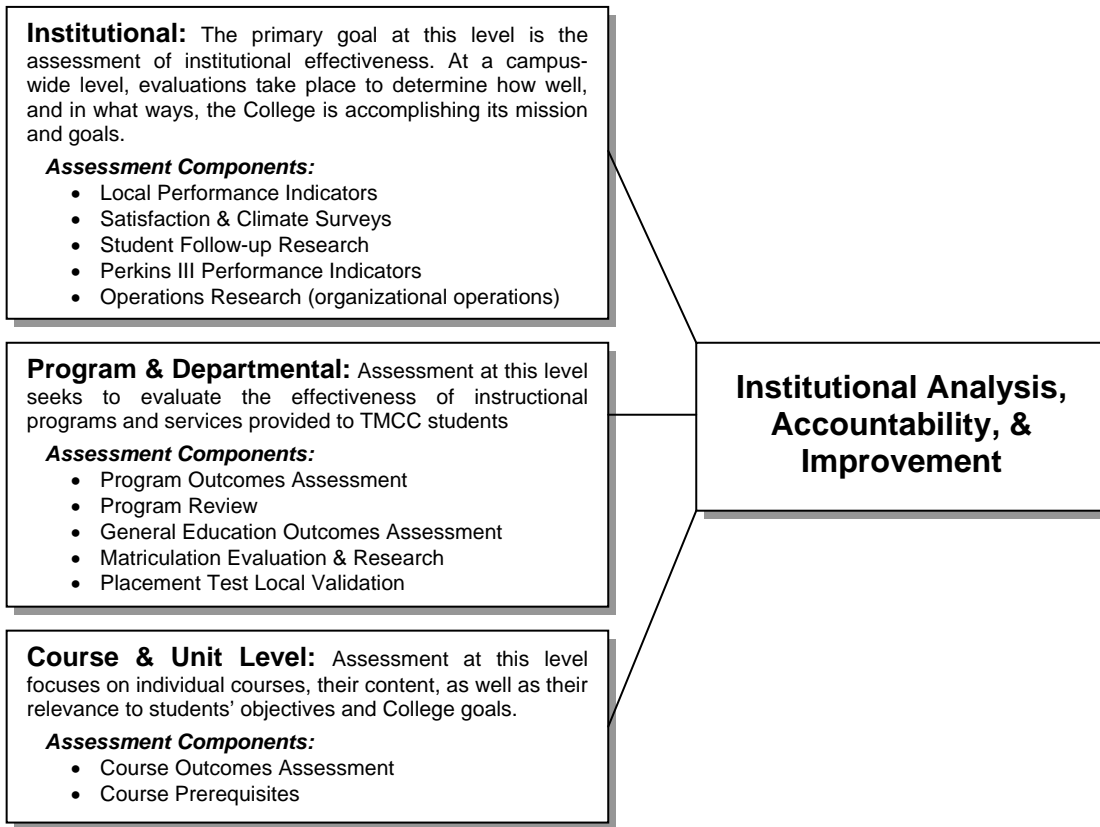 Institutional: The primary goal at this level is the
assessment of institutional effectiveness. At a campus-
wide level, evaluations take place to determine how well,
and in what ways, the College is accomplishing its mission
and goals.
Assessment Components:
• Local Performance Indicators
• Satisfaction & Climate Surveys
• Student Follow-up Research
• Perkins III Performance Indicators
• Operations Research (organizational operations)
Program & Departmental: Assessment at this level
seeks to evaluate the effectiveness of instructional
programs and services provided to TMCC students
Assessment Components:
• Program Outcomes Assessment
• Program Review
• General Education Outcomes Assessment
• Matriculation Evaluation & Research
• Placement Test Local Validation
Course & Unit Level: Assessment at this level
focuses on individual courses, their content, as well as their
relevance to students’ objectives and College goals.
Assessment Components:
• Course Outcomes Assessment
• Course Prerequisites
Institutional Analysis,
Accountability, &
Improvement